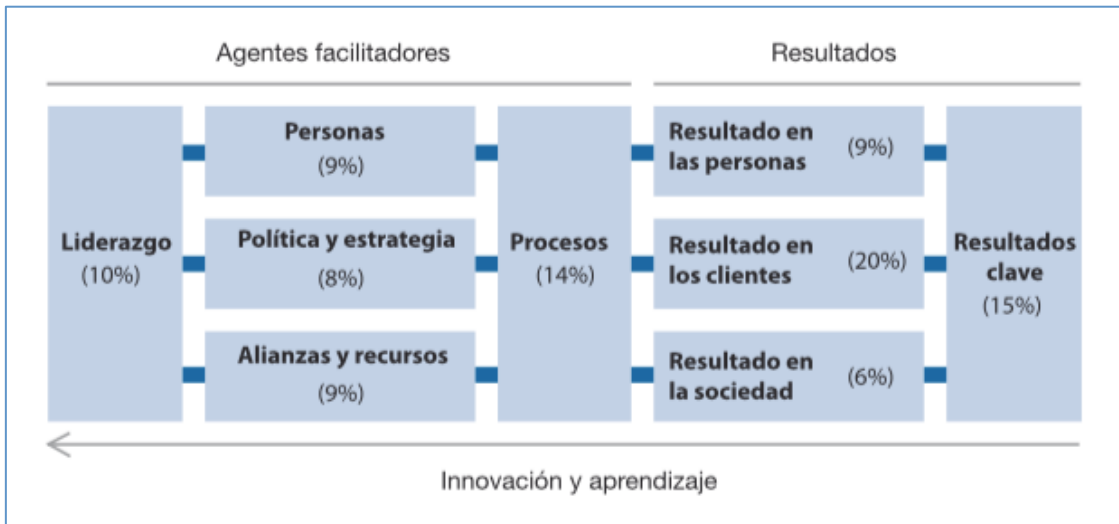 Agentes facilitadores
Resultados
Liderazgo
(10%)
Personas
(9%)
Política y estrategia
(8%)
Alianzas y recursos
(9%)
Procesos
(14%)
Resultado en
las personas
(9%)
Resultado en
los clientes
(20%)
Resultado en
la sociedad
(6%)
Resultados
clave
(15%)
Innovación y aprendizaje